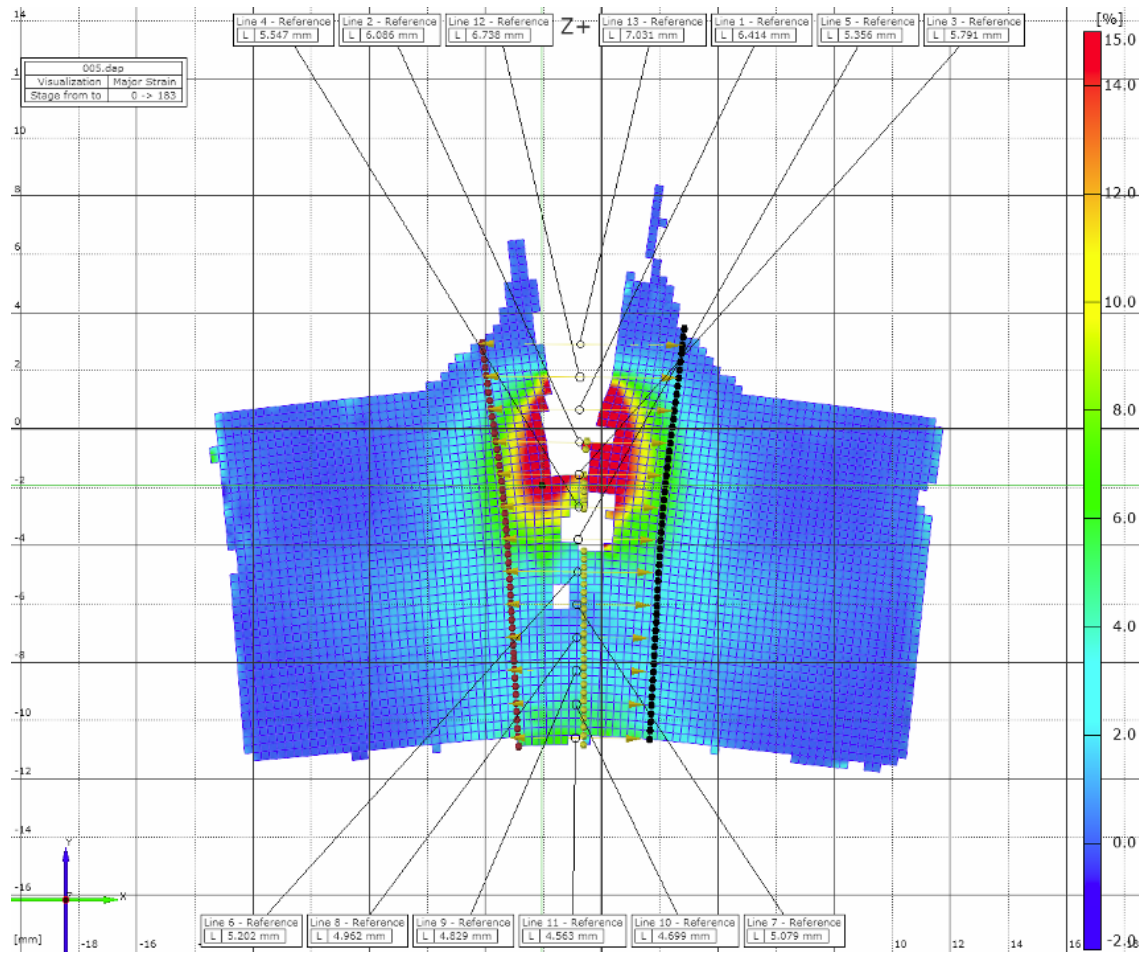 Line 4 - Reference
L 5.547 mm
Line 2 - Reference
L 6.086 mm
Line 12 - Reference
L 6.738 mm
Z+
Line 13 - Reference
L 7.031 mm
Line 1 - Reference
L 6.414 mm
Line 5 - Reference
L 5.356 mm
Line 3 - Reference
L 5.791 mm
[%]
005.dap
Visualization Major Strain
Stage from to 0 -> 183
15.0
14.0
12.0
10.0
8.0
6.0
4.0
2.0
0.0
-2.0
14
10
8
6
4
2
0
-2
-4
-6
-8
-10
-12
-14
-16
Y
Z
X
Line 6 - Reference
L 5.202 mm
Line 8 - Reference
L 4.962 mm
Line 9 - Reference
L 4.829 mm
Line 11 - Reference
L 4.563 mm
Line 10 - Reference
L 4.699 mm
Line 7 - Reference
L 5.079 mm
[mm] -18 -16 10 12 14 16 18